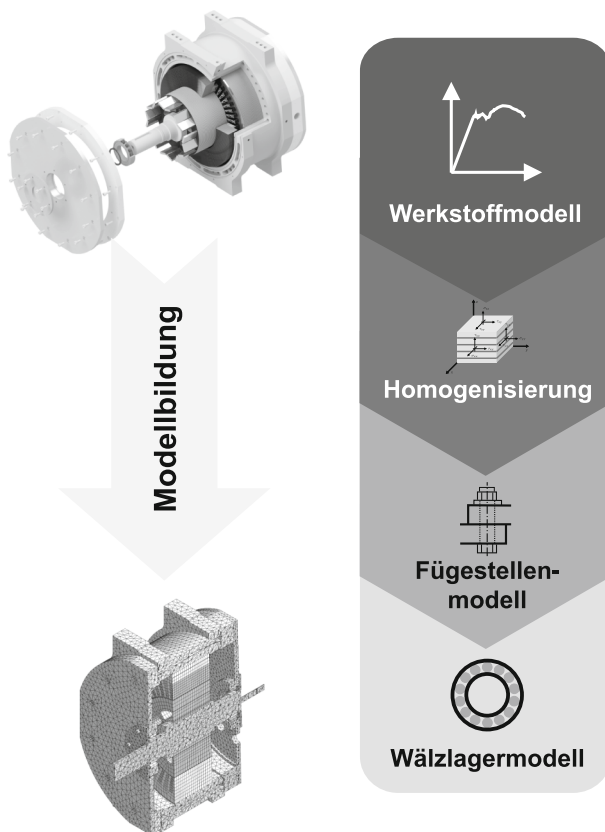 Werkstoffmodell
Modellbildung
Homogenisierung
Fügestellen-
modell
Wälzlagermodell